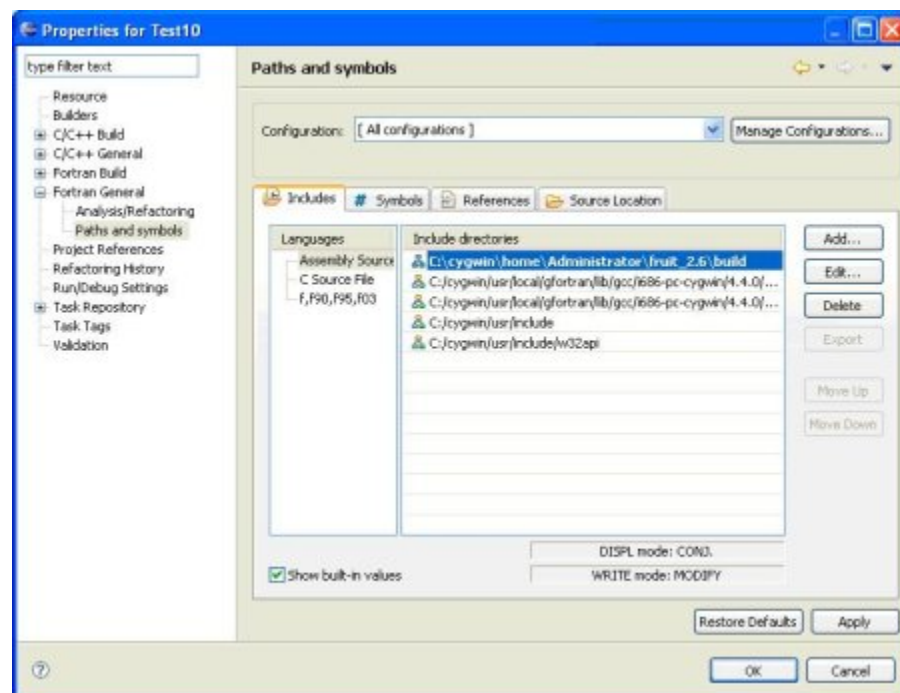 Properties for Test10
type filter text
Paths and symbols
Resource
Builders
C/C++ Build
C/C++ General
Fortran Build
Fortran General
Analysis/Refactoring
Paths and symbols
Project References
Refactoring History
Run/Debug Settings
Task Repository
Task Tags
Validation
Configuration: [ All configurations ]
Manage Configurations...
Includes # Symbols References Source Location
Languages
Assembly Source
C Source File
f,f90,f95,f03
Include directories
C:\cygwin\home\Administrator\fruit_2.6\build
C:/cygwin/usr/local/gfortran/lib/gcc/i686-pc-cygwin/4.4.0/...
C:/cygwin/usr/local/gfortran/lib/gcc/i686-pc-cygwin/4.4.0/...
C:/cygwin/usr/include
C:/cygwin/usr/include/w32api
Add...
Edit...
Delete
Export
Move Up
Move Down
DISPL mode: CONJ.
Show built-in values
WRITE mode: MODIFY
Restore Defaults Apply
? OK Cancel